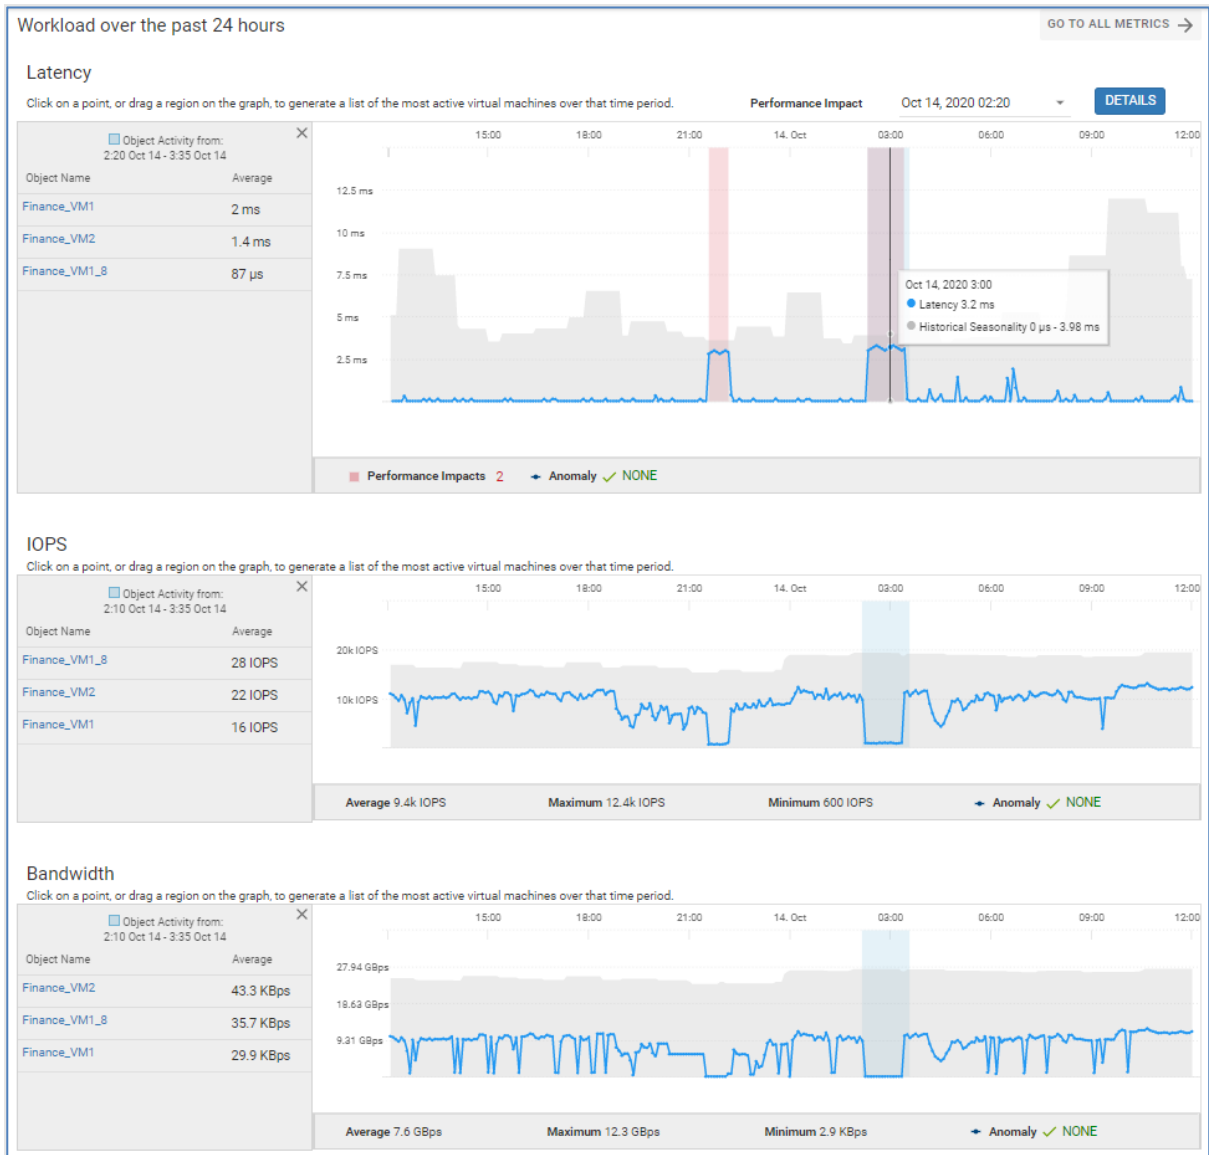 Workload over the past 24 hours
GO TO ALL METRICS
Latency
Click on a point, or drag a region on the graph, to generate a list of the most active virtual machines over that time period.
Performance Impact
Oct 14, 2020 02:20
DETAILS
Object Activity from:
2:20 Oct 14 - 3:35 Oct 14
Object Name Average
Finance_VM1 2 ms
Finance_VM2 1.4 ms
Finance_VM1_8 87 µs
15:00 18:00 21:00 14. Oct 03:00 06:00 09:00 12:00
12.5 ms
10 ms
7.5 ms
5 ms
2.5 ms
Oct 14, 2020 3:00
Latency 3.2 ms
Historical Seasonality 0 µs - 3.98 ms
Performance Impacts 2 Anomaly NONE
IOPS
Click on a point, or drag a region on the graph, to generate a list of the most active virtual machines over that time period.
Object Activity from:
2:10 Oct 14 - 3:35 Oct 14
Object Name Average
Finance_VM1_8 28 IOPS
Finance_VM2 22 IOPS
Finance_VM1 16 IOPS
15:00 18:00 21:00 14. Oct 03:00 06:00 09:00 12:00
20k IOPS
10k IOPS
Average 9.4k IOPS Maximum 12.4k IOPS Minimum 600 IOPS Anomaly NONE
Bandwidth
Click on a point, or drag a region on the graph, to generate a list of the most active virtual machines over that time period.
Object Activity from:
2:10 Oct 14 - 3:35 Oct 14
Object Name Average
Finance_VM2 43.3 KBps
Finance_VM1_8 35.7 KBps
Finance_VM1 29.9 KBps
15:00 18:00 21:00 14. Oct 03:00 06:00 09:00 12:00
27.94 GBps
18.63 GBps
9.31 GBps
Average 7.6 GBps Maximum 12.3 GBps Minimum 2.9 KBps Anomaly NONE